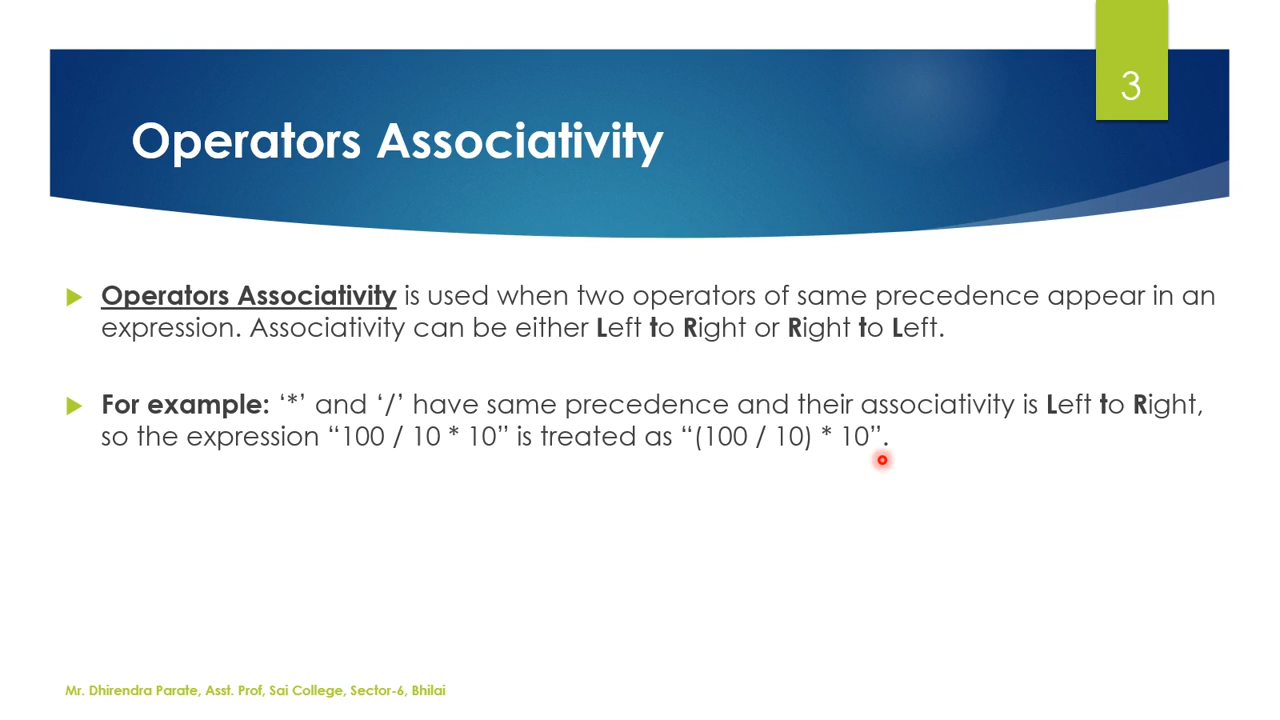 3
Operators Associativity
Operators Associativity is used when two operators of same precedence appear in an
expression. Associativity can be either Left to Right or Right to Left.
For example: ‘*’ and ‘/’ have same precedence and their associativity is Left to Right,
so the expression “100 / 10 * 10” is treated as “(100 / 10) * 10”.
Mr. Dhirendra Parate, Asst. Prof, Sai College, Sector-6, Bhilai